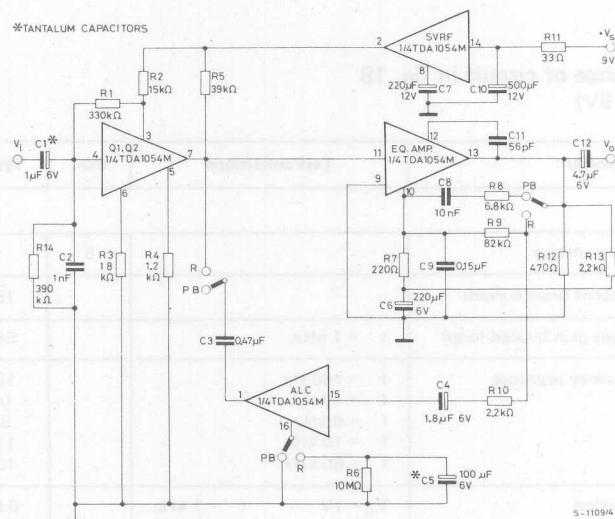 *TANTALUM CAPACITORS
SVRF
1/4TDA1054M
2
14
8
R11
33Ω
+Vs
9V
220µF
12V
C7
C10
500µF
12V
R2
15kΩ
R5
39kΩ
R1
330kΩ
Vi
C1*
1µF 6V
4
3
Q1,Q2
1/4TDA1054M
7
6
5
12
C11
56pF
11
EQ. AMP.
1/4TDA1054M
13
9
10
C12
4.7µF
6V
Vo
C8
10nF
R8
6.8kΩ
PB
R
R9
82kΩ
R14
390
kΩ
C2
1nF
R3
1.8
kΩ
R4
1.2
kΩ
R
PB
R7
220Ω
C9
0,15µF
R12
470Ω
R13
2,2kΩ
C6
220µF
6V
C3
0,47µF
1
ALC
1/4TDA1054M
15
16
C4
1.8µF 6V
R10
2,2kΩ
PB
R
R6
10MΩ
*
C5
100 µF
6V
S-1109/4